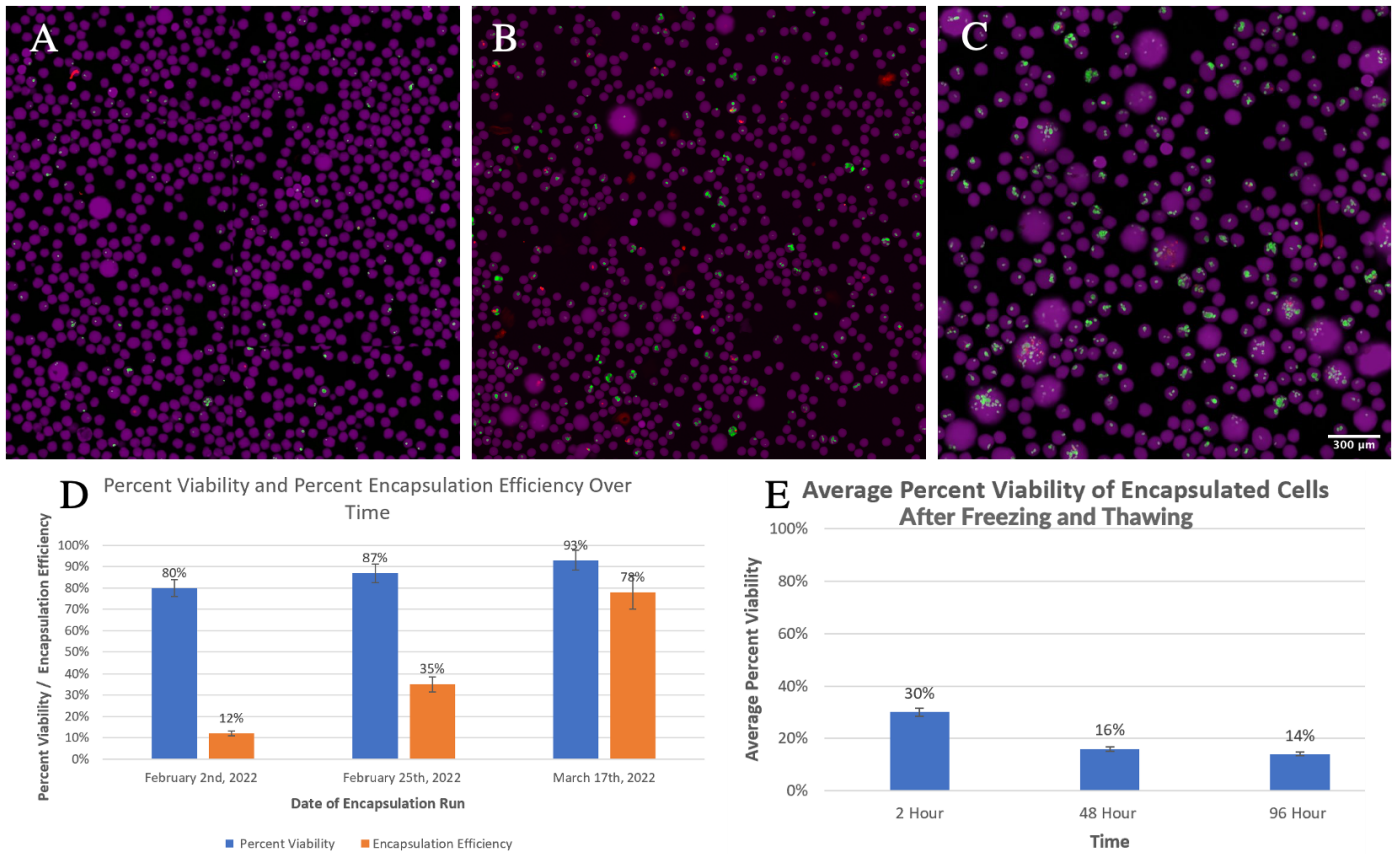 A
B
C
300 µm
D
Percent Viability and Percent Encapsulation Efficiency Over
Time
Percent Viability / Encapsulation Efficiency
100%
90%
80%
70%
60%
50%
40%
30%
20%
10%
0%
80%
12%
87%
35%
93%
78%
February 2nd, 2022
February 25th, 2022
March 17th, 2022
Date of Encapsulation Run
Percent Viability
Encapsulation Efficiency
E
Average Percent Viability of Encapsulated Cells
After Freezing and Thawing
Average Percent Viability
100%
80%
60%
40%
20%
0%
30%
16%
14%
2 Hour
48 Hour
96 Hour
Time